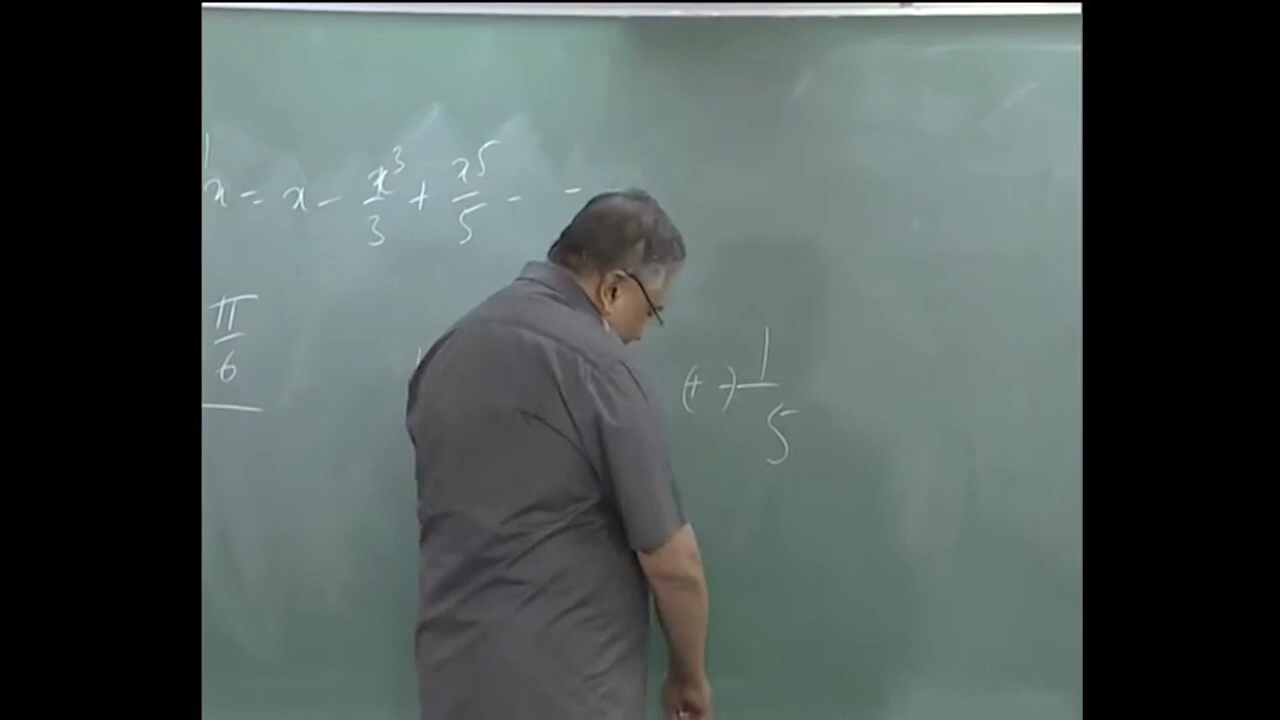 x = x - x³/3 + x⁵/5 - -
π/6 (+ -) 1/5